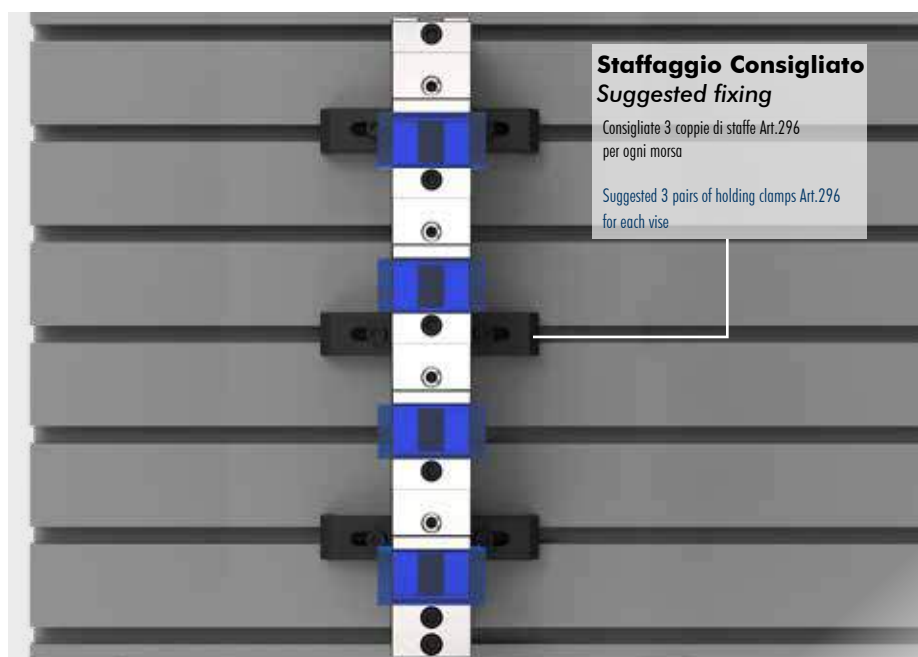 Staffaggio Consigliato
Suggested fixing
Consigliate 3 coppie di staffe Art.296
per ogni morsa
Suggested 3 pairs of holding clamps Art.296
for each vise